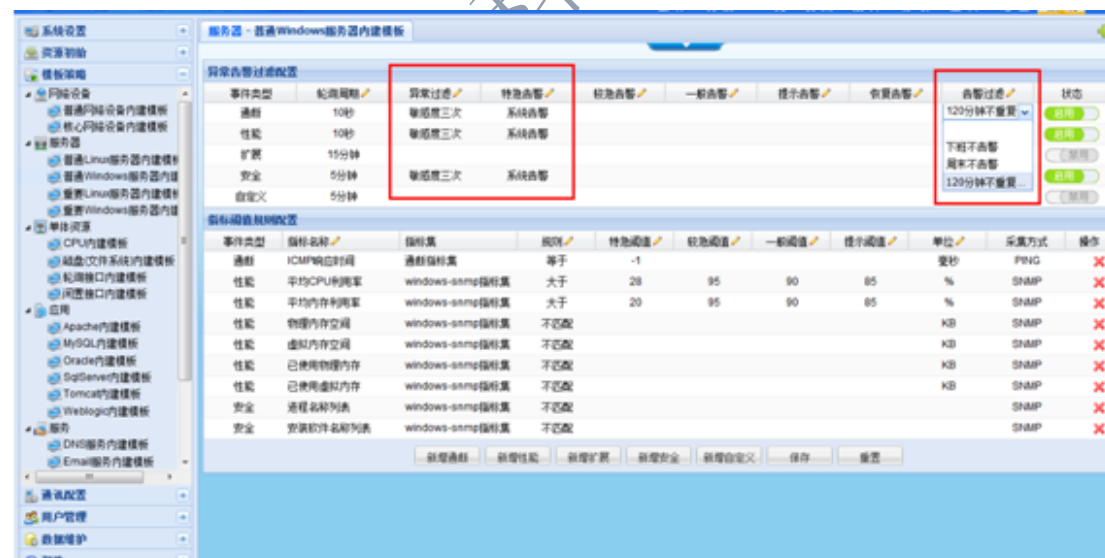 系统设置
资源初始
模板策略
网络设备
普通网络设备内建模板
核心网络设备内建模板
服务器
普通Linux服务器内建模板
普通Windows服务器内建
重要Linux服务器内建模板
重要Windows服务器内建
单体资源
CPU内建模板
磁盘(文件系统)内建模板
轮询接口内建模板
闲置接口内建模板
应用
Apache内建模板
MySQL内建模板
Oracle内建模板
SqlServer内建模板
Tomcat内建模板
Weblogic内建模板
服务
DNS服务内建模板
Email服务内建模板
通讯配置
用户管理
数据维护
服务器 - 普通Windows服务器内建模板
异常告警过滤配置
事件类型 轮询周期 异常过滤 特急告警 较急告警 一般告警 提示告警 恢复告警 告警过滤 状态
通断 10秒 敏感度三次 系统告警 120分钟不重复 启用
性能 10秒 敏感度三次 系统告警 启用
扩展 15分钟 禁用
安全 5分钟 敏感度三次 系统告警 启用
自定义 5分钟 禁用
下班不告警
周末不告警
120分钟不重复...
指标阈值规则配置
事件类型 指标名称 指标集 规则 特急阈值 较急阈值 一般阈值 提示阈值 单位 采集方式 操作
通断 ICMP响应时间 通断指标集 等于 -1 毫秒 PING
性能 平均CPU利用率 windows-snmp指标集 大于 28 95 90 85 % SNMP
性能 平均内存利用率 windows-snmp指标集 大于 20 95 90 85 % SNMP
性能 物理内存空间 windows-snmp指标集 不匹配 KB SNMP
性能 虚拟内存空间 windows-snmp指标集 不匹配 KB SNMP
性能 已使用物理内存 windows-snmp指标集 不匹配 KB SNMP
性能 已使用虚拟内存 windows-snmp指标集 不匹配 KB SNMP
安全 进程名称列表 windows-snmp指标集 不匹配 SNMP
安全 安装软件名称列表 windows-snmp指标集 不匹配 SNMP
新增通断 新增性能 新增扩展 新增安全 新增自定义 保存 重置